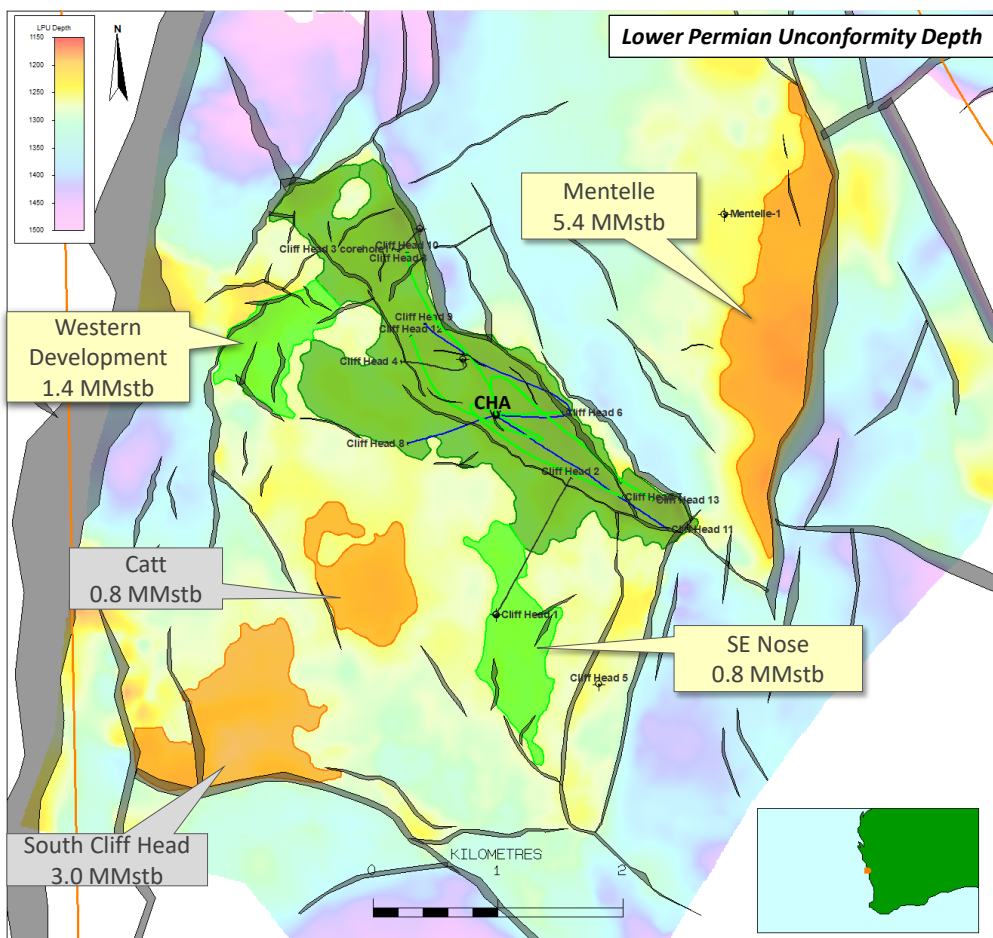 Lower Permian Unconformity Depth
LPU Depth
1150
1200
1250
1300
1350
1400
1450
1500
N
Mentelle
5.4 MMstb
Mentelle-1
Cliff Head 10
Cliff Head 3 corehole1
Western
Development
1.4 MMstb
Cliff Head 9
Cliff Head 12
Cliff Head 4
CHA
Cliff Head 6
Cliff Head 8
Cliff Head 2
Cliff Head 13
Cliff Head 11
Catt
0.8 MMstb
Cliff Head 1
SE Nose
0.8 MMstb
Cliff Head 5
South Cliff Head
3.0 MMstb
KILOMETRES
0 1 2